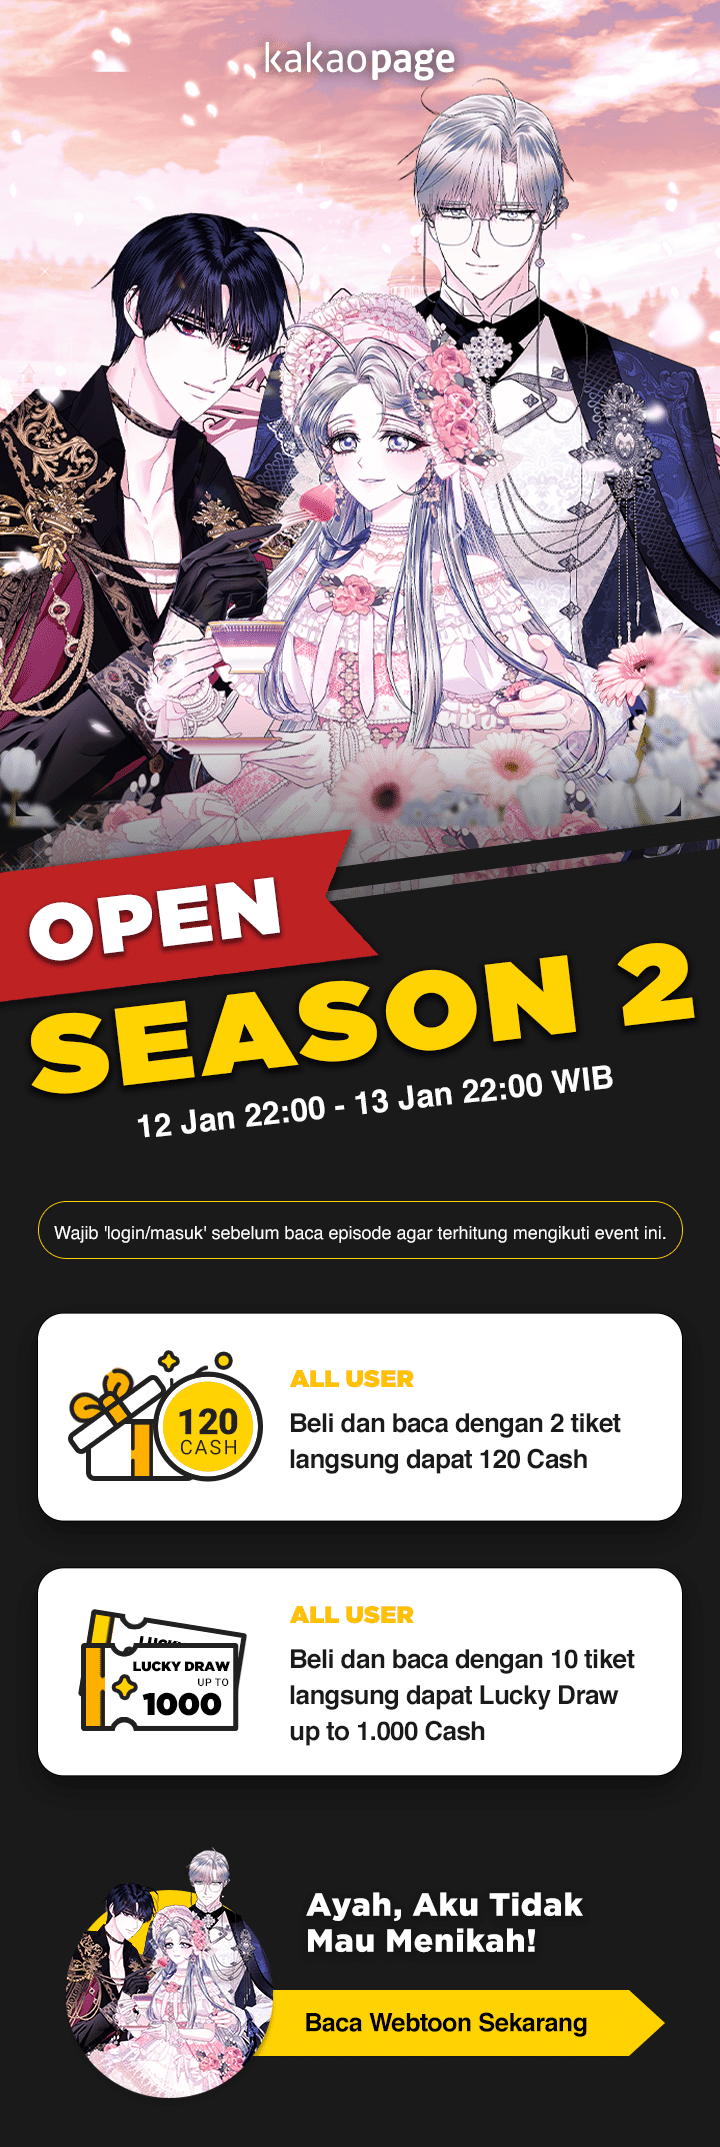 kakaopage
OPEN
SEASON 2
12 Jan 22:00 - 13 Jan 22:00 WIB
Wajib 'login/masuk' sebelum baca episode agar terhitung mengikuti event ini.
120
CASH
ALL USER
Beli dan baca dengan 2 tiket
langsung dapat 120 Cash
LUCKY DRAW
UP TO
1000
ALL USER
Beli dan baca dengan 10 tiket
langsung dapat Lucky Draw
up to 1.000 Cash
Ayah, Aku Tidak
Mau Menikah!
Baca Webtoon Sekarang